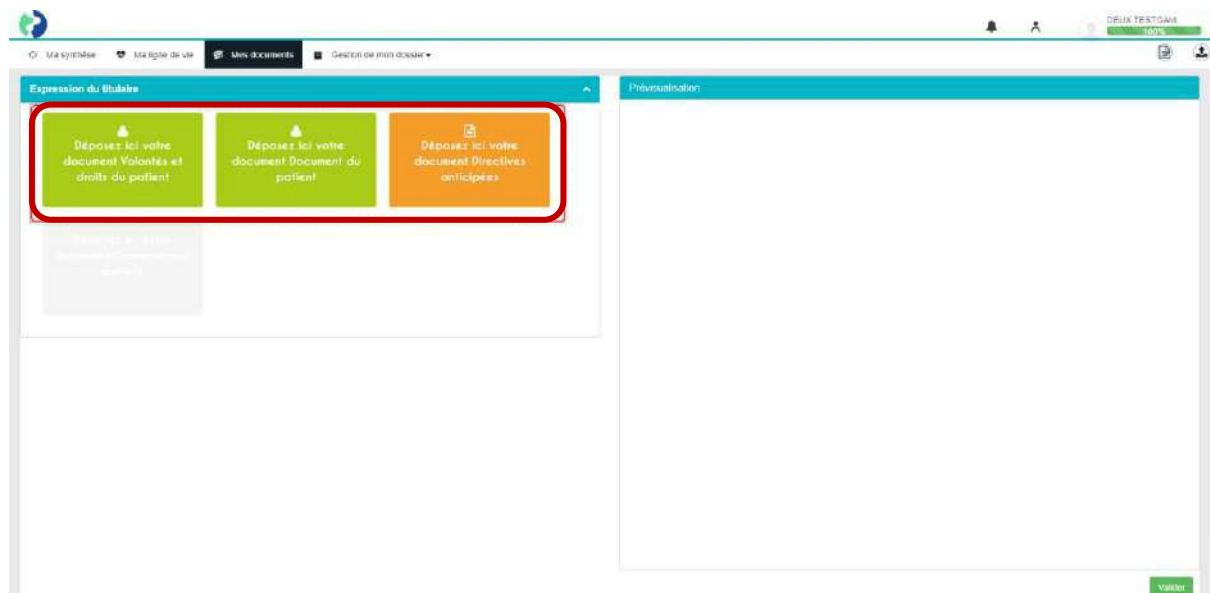 DEUX TESTGAM
100%
Ma synthèse
Ma ligne de vie
Mes documents
Gestion de mon dossier
Expression du titulaire
Prévisualisation
Déposez ici votre
document Volontés et
droits du patient
Déposez ici votre
document Document du
patient
Déposez ici votre
document Directives
anticipées
Valider